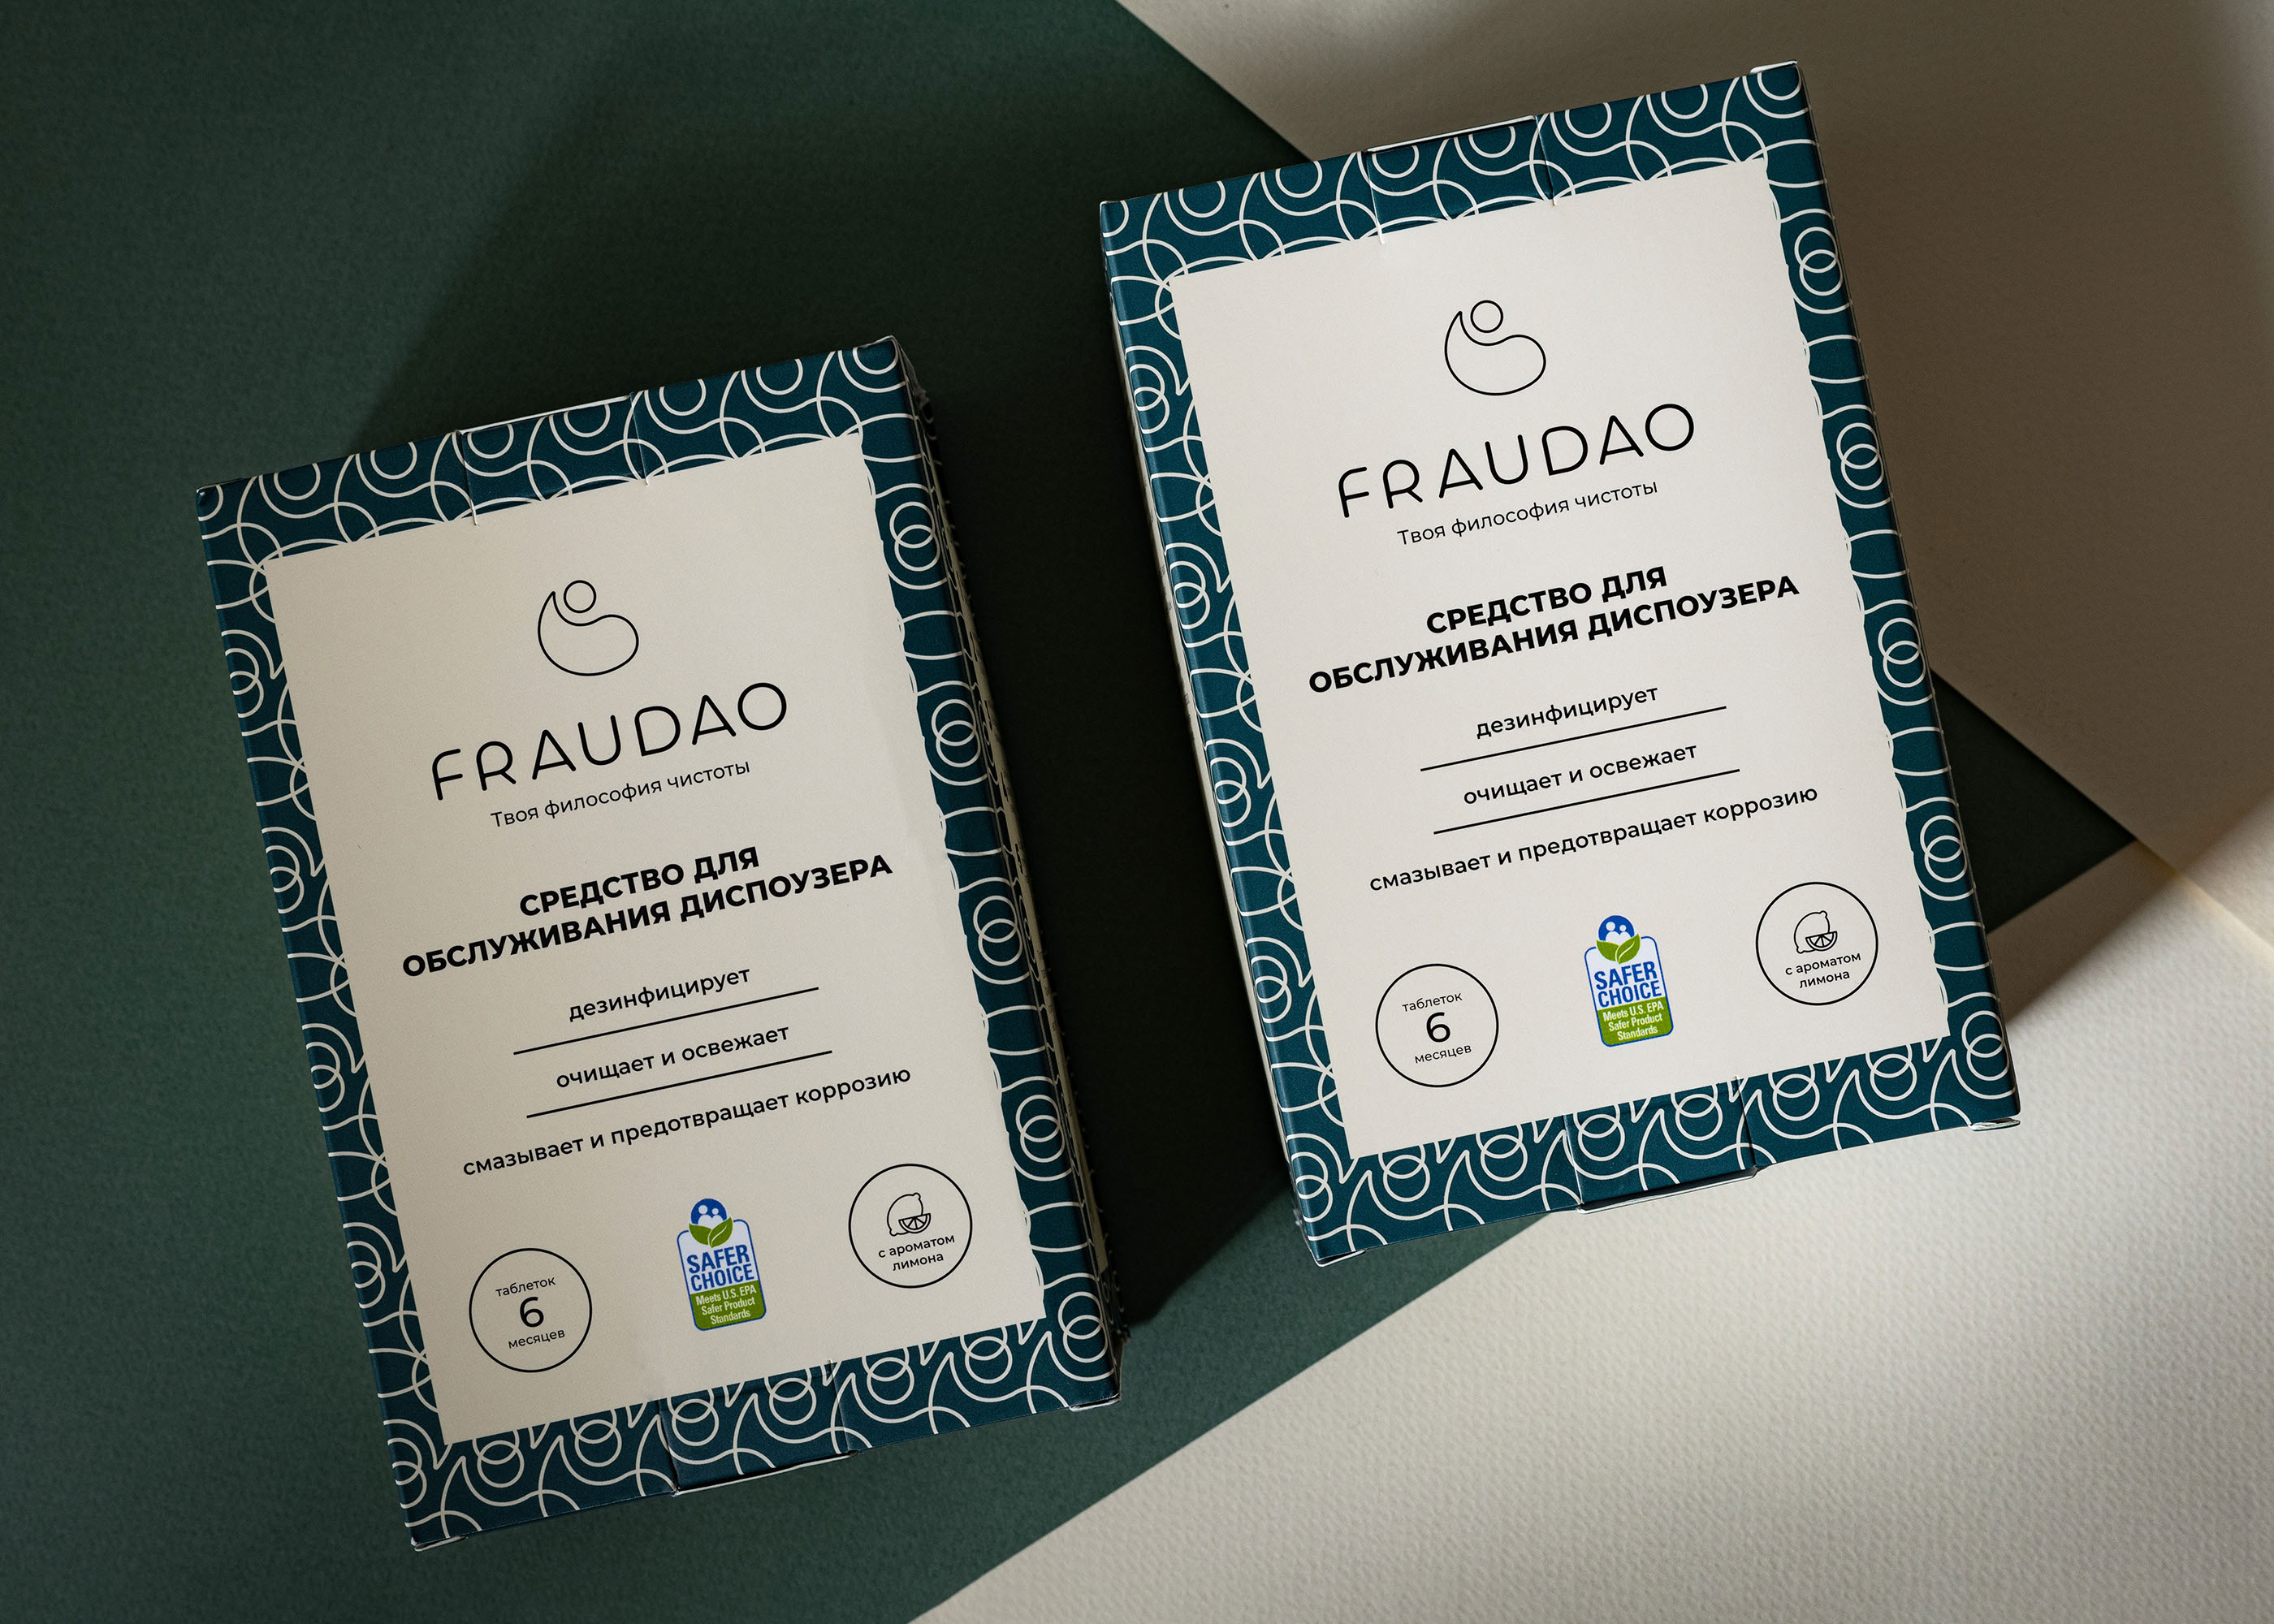 FRAUDAO
Твоя философия чистоты
СРЕДСТВО ДЛЯ
ОБСЛУЖИВАНИЯ ДИСПОУЗЕРА
дезинфицирует
очищает и освежает
смазывает и предотвращает коррозию
таблеток
6
месяцев
SAFER
CHOICE
Meets U.S. EPA
Safer Product
Standards
с ароматом
лимона
FRAUDAO
Твоя философия чистоты
СРЕДСТВО ДЛЯ
ОБСЛУЖИВАНИЯ ДИСПОУЗЕРА
дезинфицирует
очищает и освежает
смазывает и предотвращает коррозию
таблеток
6
месяцев
SAFER
CHOICE
Meets U.S. EPA
Safer Product
Standards
с ароматом
лимона